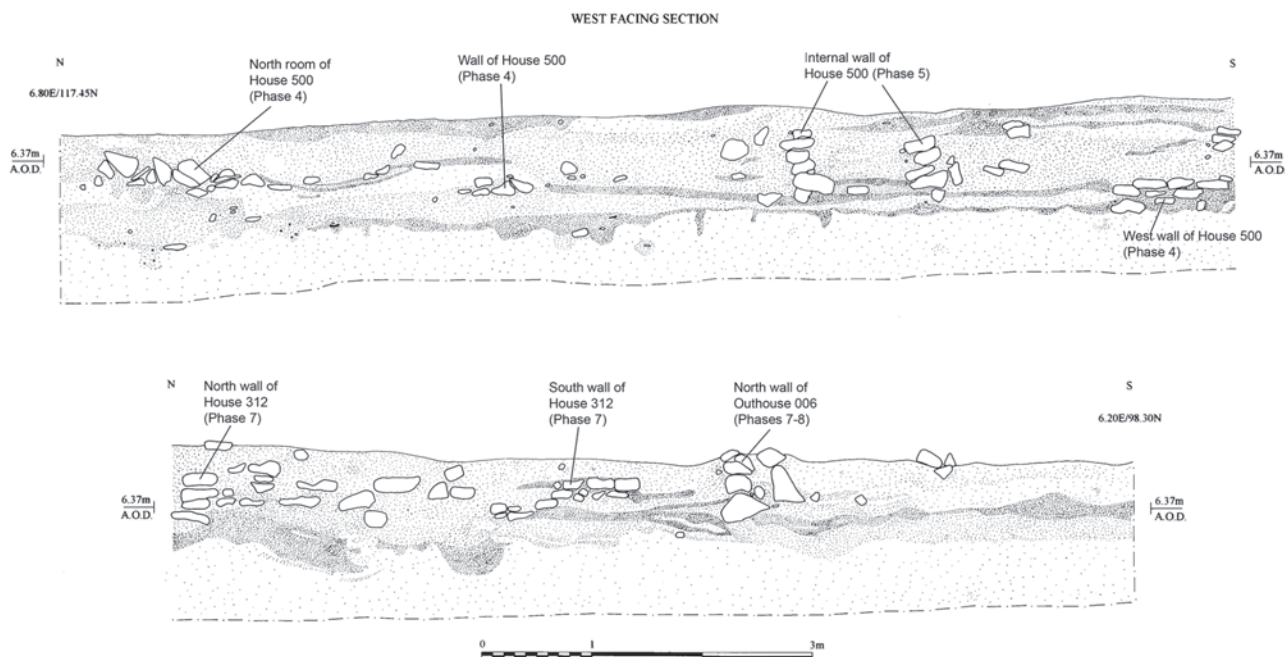 WEST FACING SECTION
N
S
6.80E/117.45N
North room of
House 500
(Phase 4)
Wall of House 500
(Phase 4)
Internal wall of
House 500 (Phase 5)
6.37m
A.O.D.
6.37m
A.O.D.
West wall of House 500
(Phase 4)
N
S
North wall of
House 312
(Phase 7)
South wall of
House 312
(Phase 7)
North wall of
Outhouse 006
(Phases 7-8)
6.20E/98.30N
6.37m
A.O.D.
6.37m
A.O.D.
0 1 3m